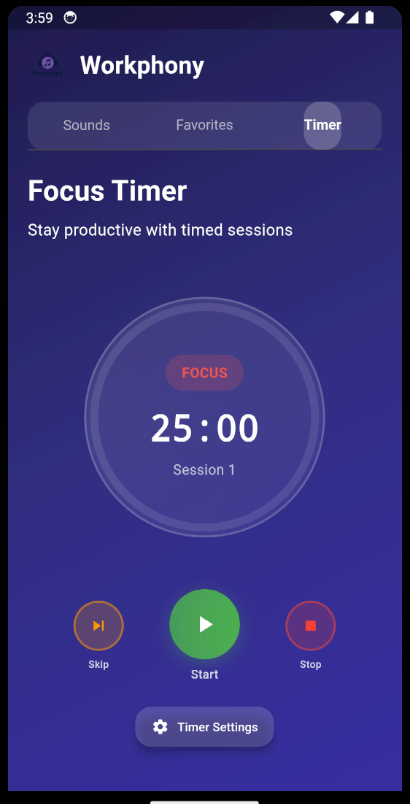 3:59
Workphony
Sounds Favorites Timer
Focus Timer
Stay productive with timed sessions
FOCUS
25:00
Session 1
Skip
Start
Stop
Timer Settings